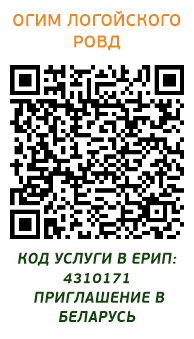 ОГИМ ЛОГОЙСКОГО
РОВД
КОД УСЛУГИ В ЕРИП:
4310171
ПРИГЛАШЕНИЕ В
БЕЛАРУСЬ